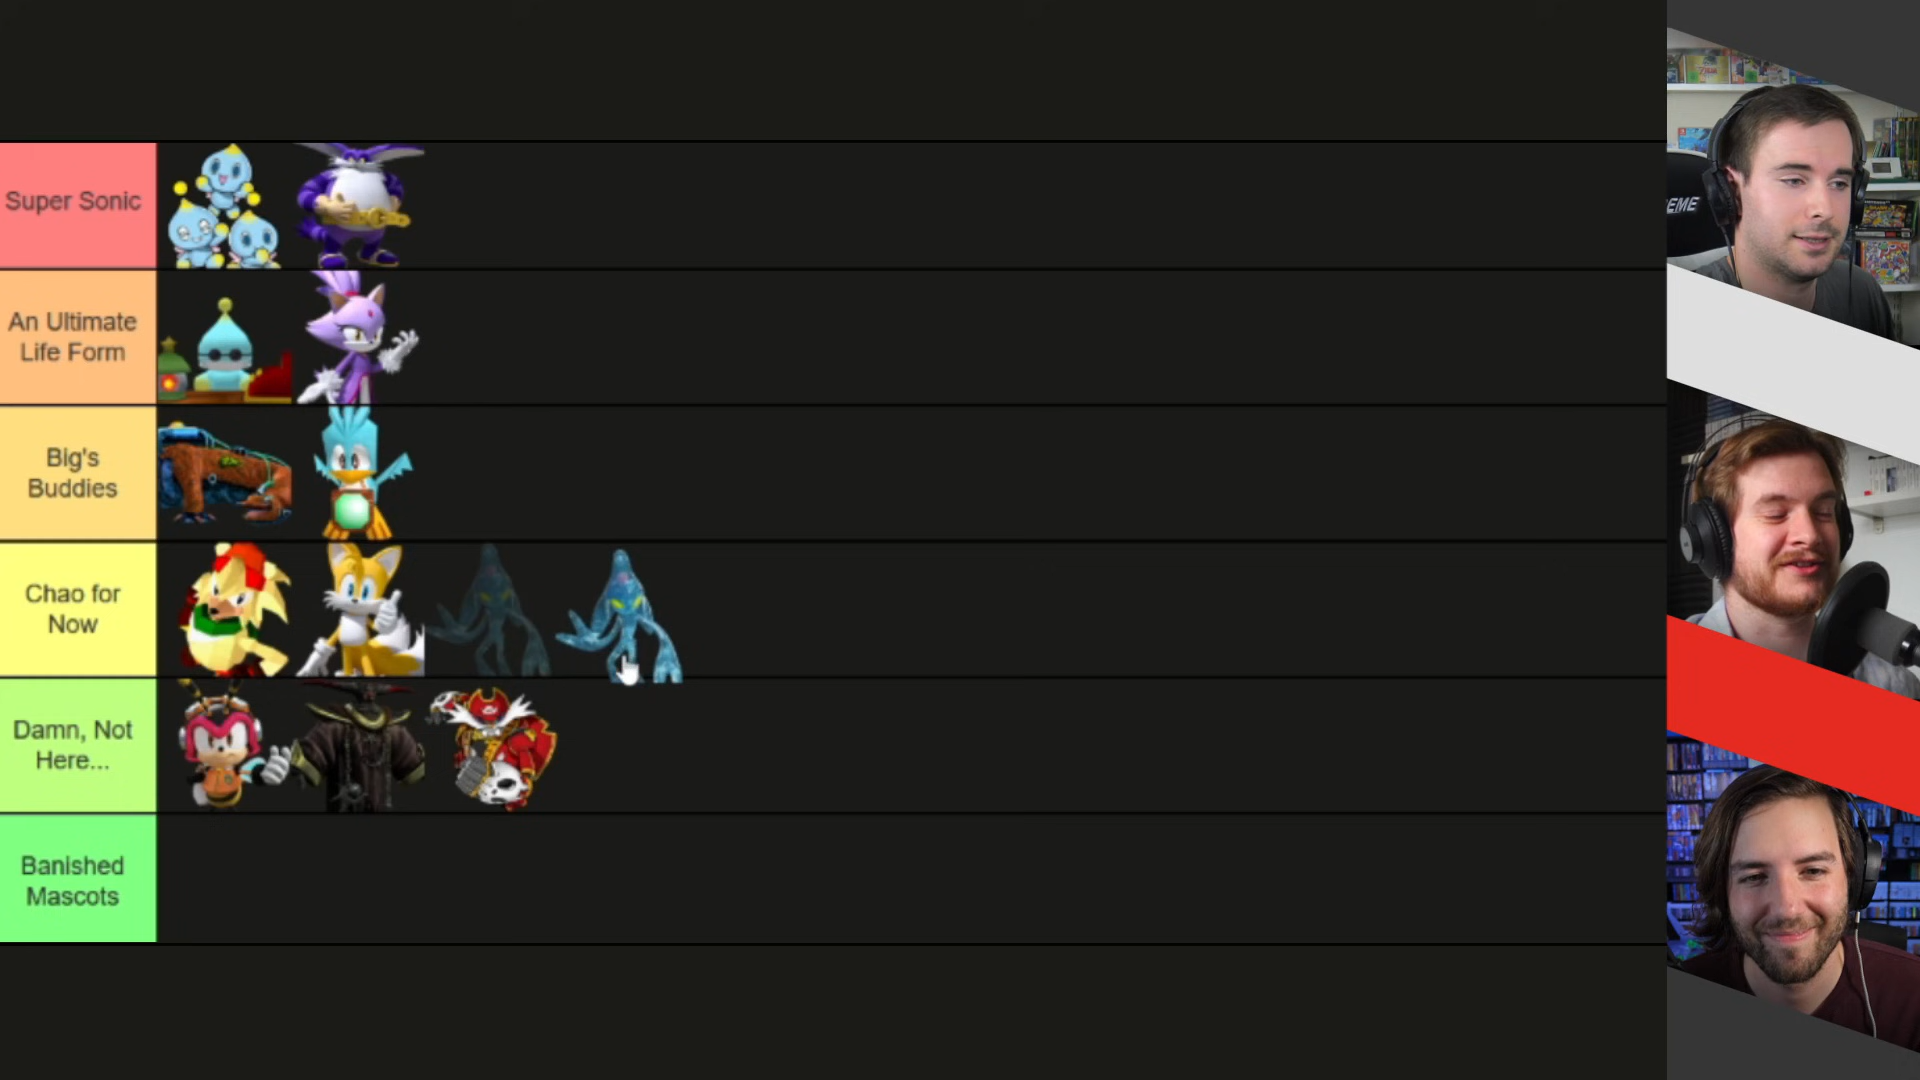 Super Sonic
An Ultimate
Life Form
Big's
Buddies
Chao for
Now
Damn, Not
Here...
Banished
Mascots
EME